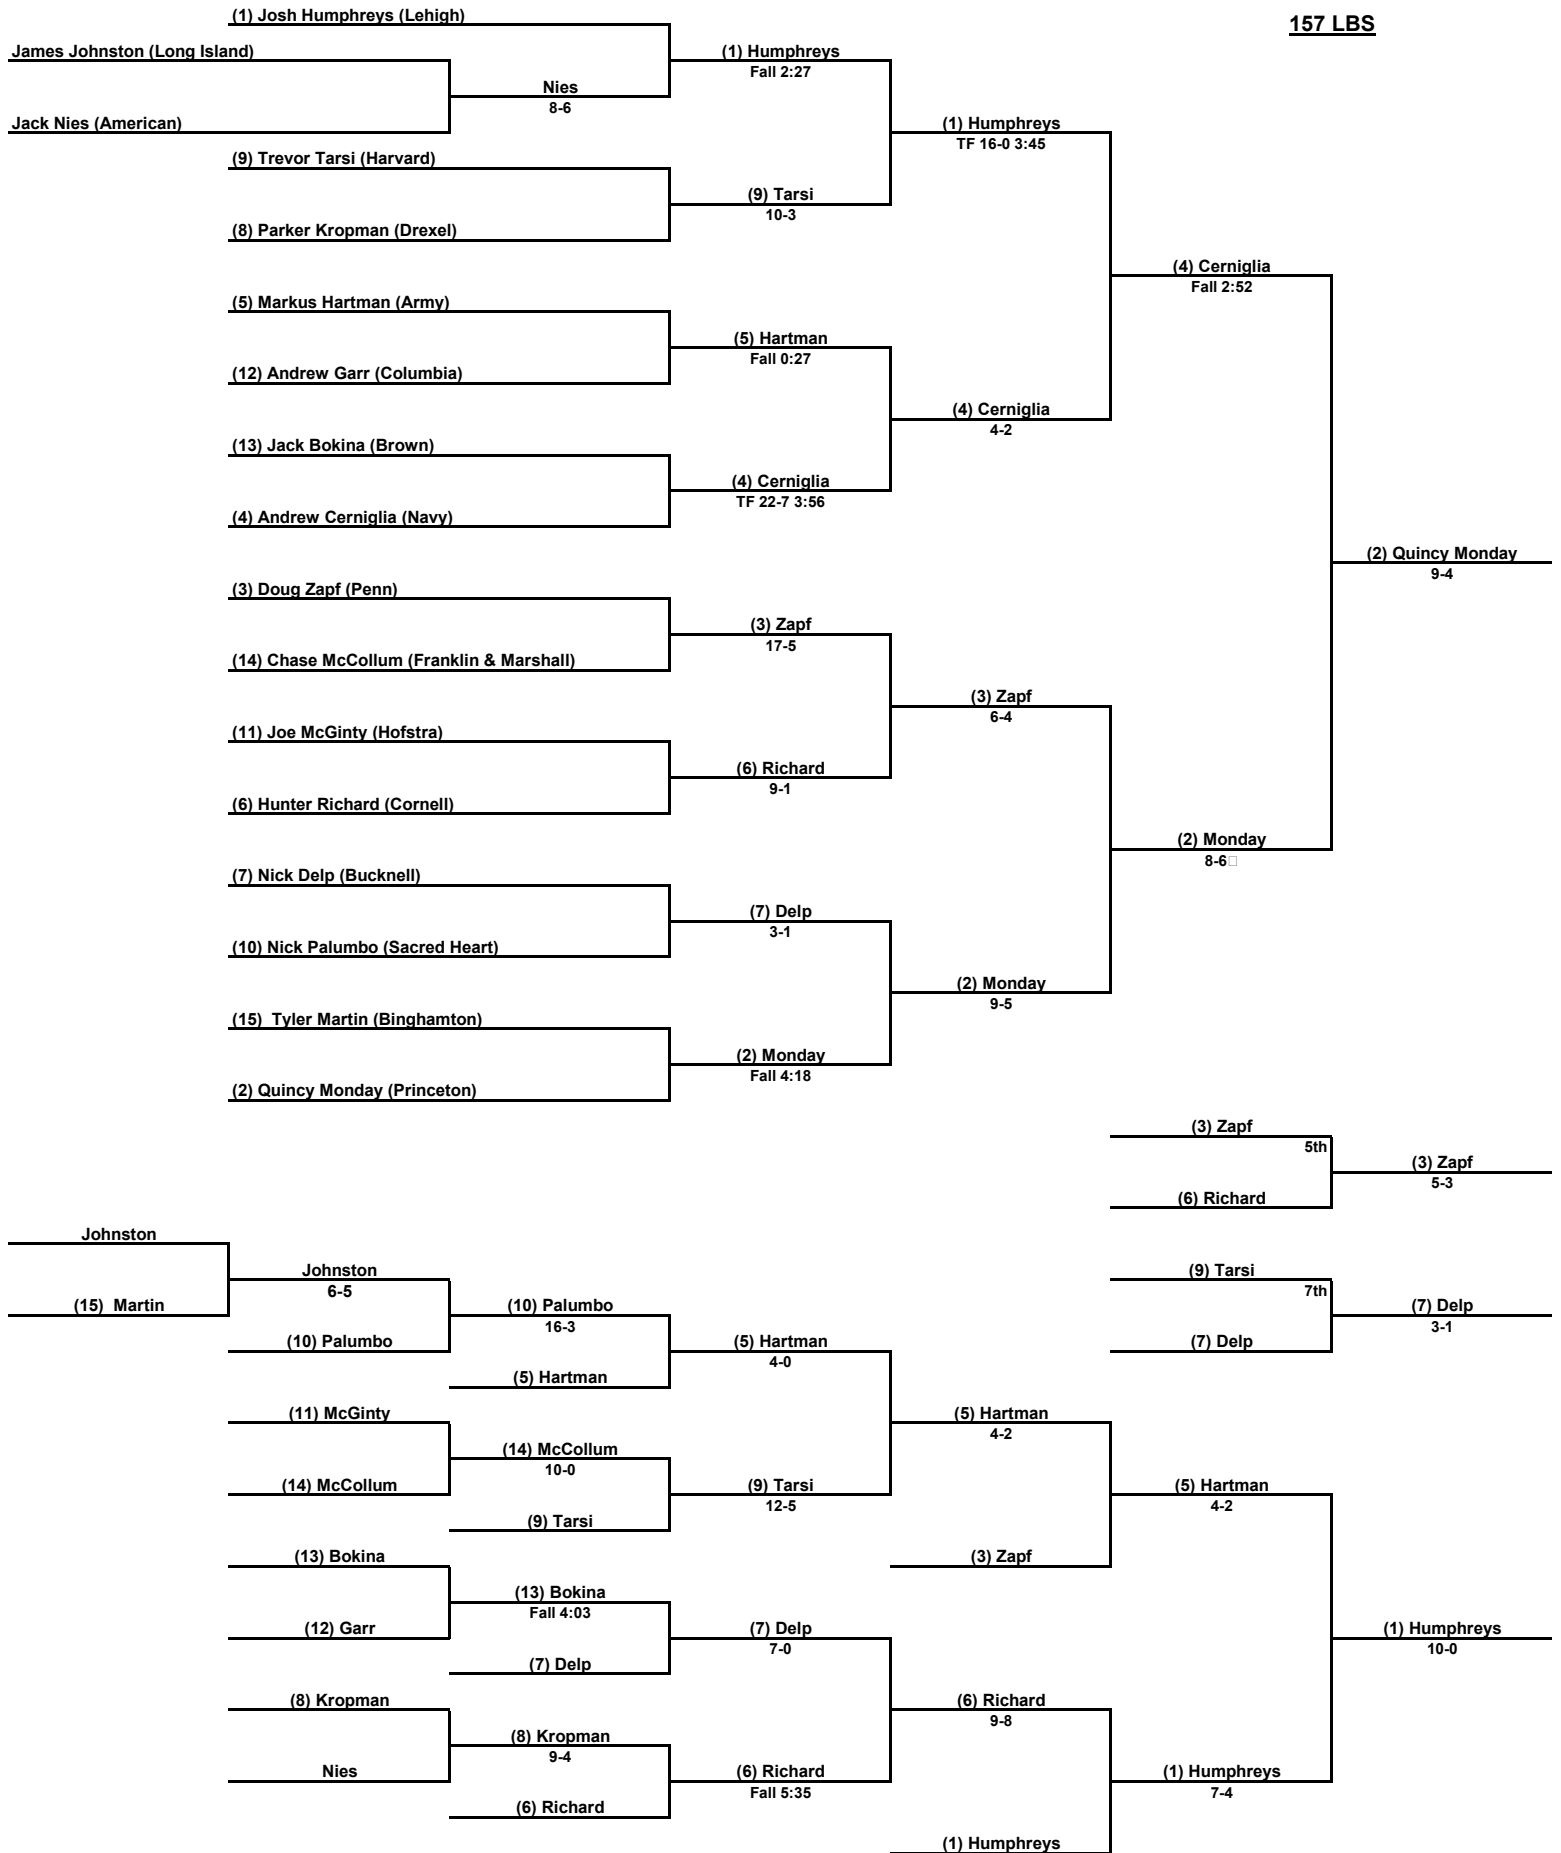 (1) Josh Humphreys (Lehigh)
157 LBS
James Johnston (Long Island)
(1) Humphreys
Fall 2:27
Nies
8-6
Jack Nies (American)
(1) Humphreys
TF 16-0 3:45
(9) Trevor Tarsi (Harvard)
(9) Tarsi
10-3
(8) Parker Kropman (Drexel)
(4) Cerniglia
Fall 2:52
(5) Markus Hartman (Army)
(5) Hartman
Fall 0:27
(12) Andrew Garr (Columbia)
(4) Cerniglia
4-2
(13) Jack Bokina (Brown)
(4) Cerniglia
TF 22-7 3:56
(4) Andrew Cerniglia (Navy)
(2) Quincy Monday
9-4
(3) Doug Zapf (Penn)
(3) Zapf
17-5
(14) Chase McCollum (Franklin & Marshall)
(3) Zapf
6-4
(11) Joe McGinty (Hofstra)
(6) Richard
9-1
(6) Hunter Richard (Cornell)
(2) Monday
8-6
(7) Nick Delp (Bucknell)
(7) Delp
3-1
(10) Nick Palumbo (Sacred Heart)
(2) Monday
9-5
(15) Tyler Martin (Binghamton)
(2) Monday
Fall 4:18
(2) Quincy Monday (Princeton)
(3) Zapf
5th
(3) Zapf
5-3
(6) Richard
Johnston
Johnston
6-5
(9) Tarsi
7th
(15) Martin
(10) Palumbo
16-3
(7) Delp
3-1
(10) Palumbo
(5) Hartman
4-0
(7) Delp
(5) Hartman
(11) McGinty
(5) Hartman
4-2
(14) McCollum
10-0
(14) McCollum
(9) Tarsi
12-5
(5) Hartman
4-2
(9) Tarsi
(13) Bokina
(3) Zapf
(13) Bokina
Fall 4:03
(12) Garr
(7) Delp
7-0
(1) Humphreys
10-0
(7) Delp
(8) Kropman
(6) Richard
9-8
(8) Kropman
9-4
Nies
(6) Richard
Fall 5:35
(1) Humphreys
7-4
(6) Richard
(1) Humphreys